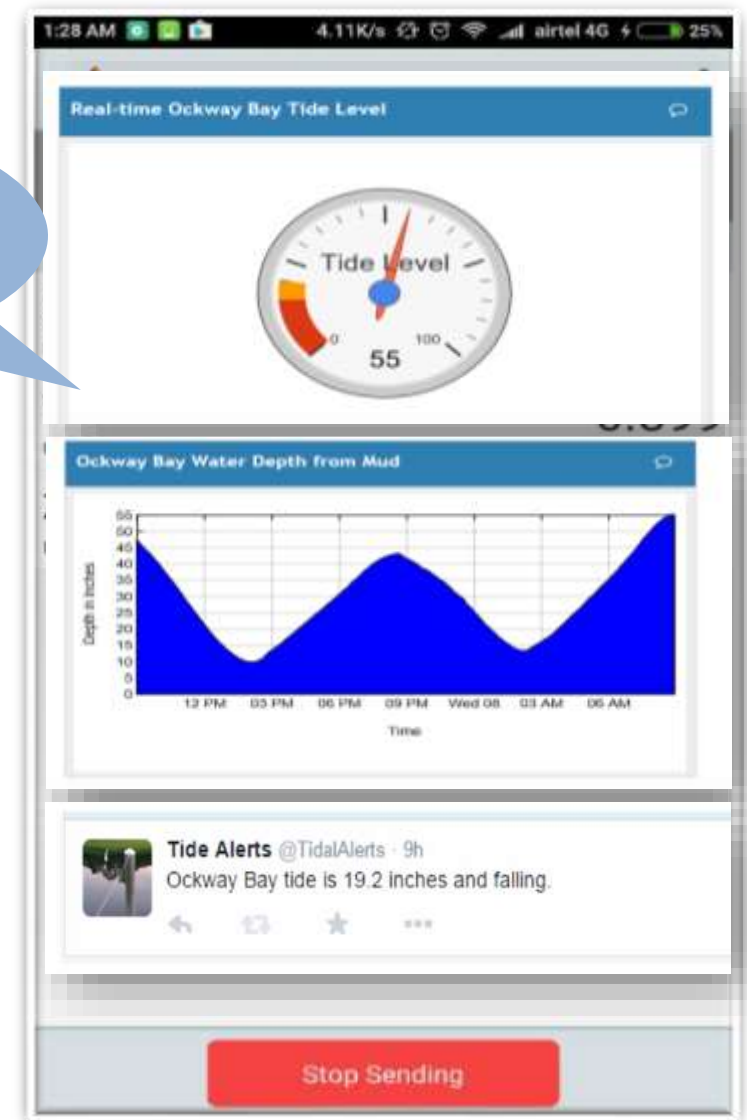 1:28 AM 4.11K/s airtel 4G 25%
Real-time Ockway Bay Tide Level
Tide Level
0 100
55
Ockway Bay Water Depth from Mud
55
50
45
40
35
30
25
20
15
10
5
0
Depth in Inches
12 PM 03 PM 06 PM 09 PM Wed 08 03 AM 06 AM
Time
Tide Alerts @TidalAlerts · 9h
Ockway Bay tide is 19.2 inches and falling.
Stop Sending